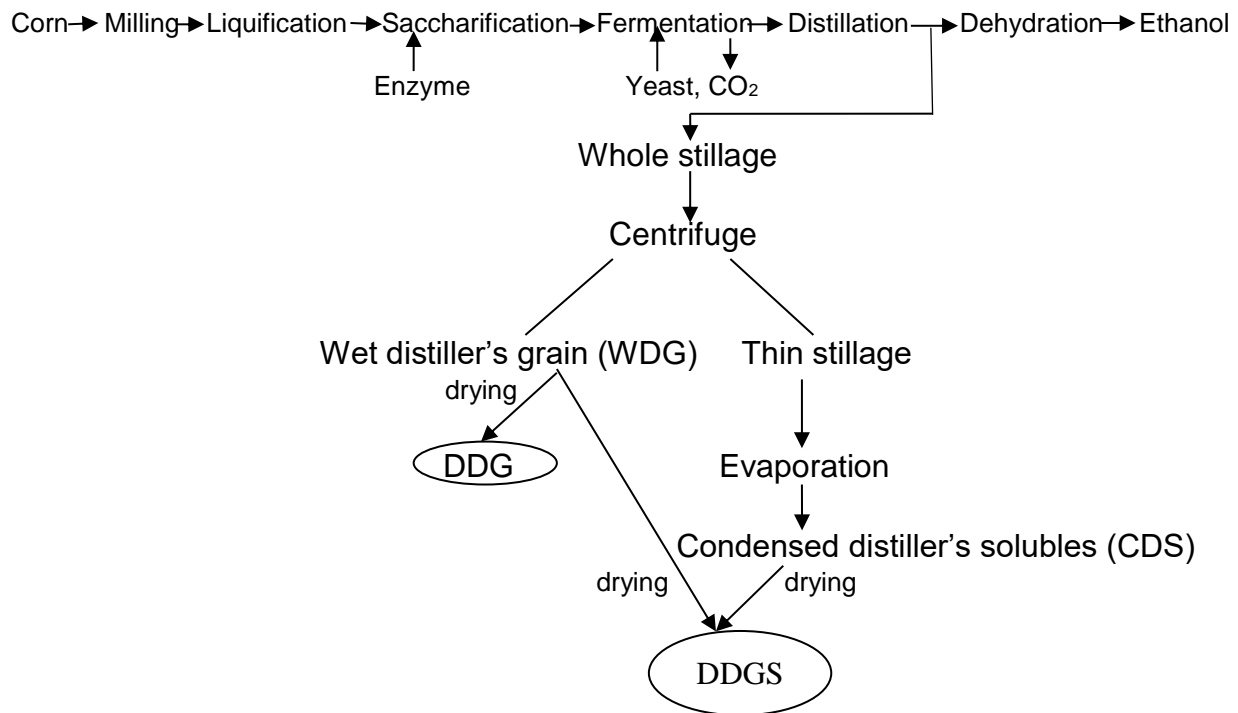 Corn Milling Liquification Saccharification Fermentation Distillation Dehydration Ethanol
Enzyme Yeast, CO₂
Whole stillage
Centrifuge
Wet distiller's grain (WDG) Thin stillage
drying
DDG Evaporation
Condensed distiller's solubles (CDS)
drying drying
DDGS